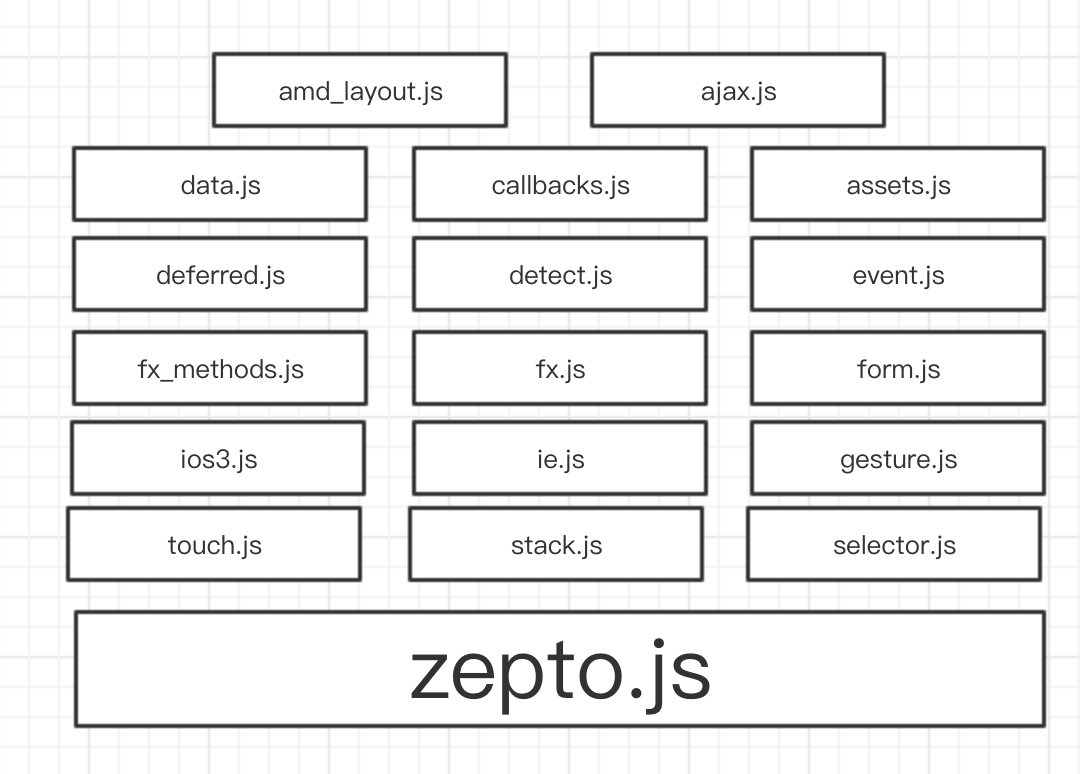 amd_layout.js
ajax.js
data.js
callbacks.js
assets.js
deferred.js
detect.js
event.js
fx_methods.js
fx.js
form.js
ios3.js
ie.js
gesture.js
touch.js
stack.js
selector.js
zepto.js